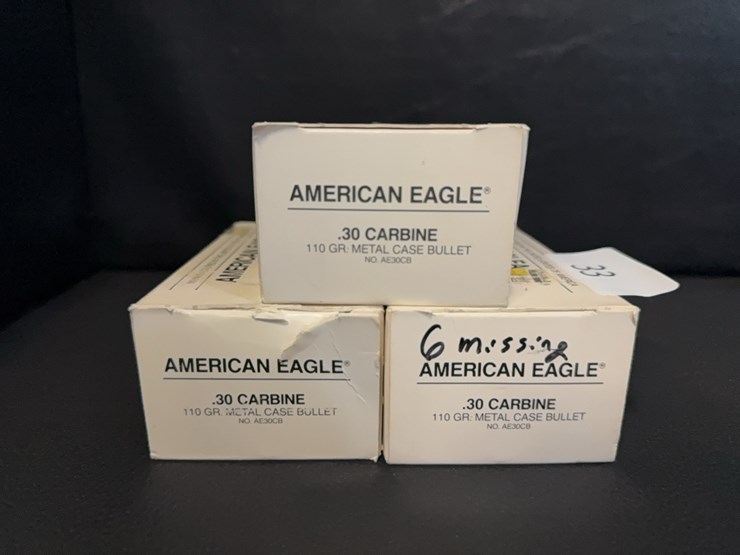 AMERICAN EAGLE®
.30 CARBINE
110 GR. METAL CASE BULLET
NO. AE30CB
AMERICAN
33
AMERICAN EAGLE®
.30 CARBINE
110 GR. METAL CASE BULLET
NO. AE30CB
6 missing
AMERICAN EAGLE®
.30 CARBINE
110 GR. METAL CASE BULLET
NO. AE30CB